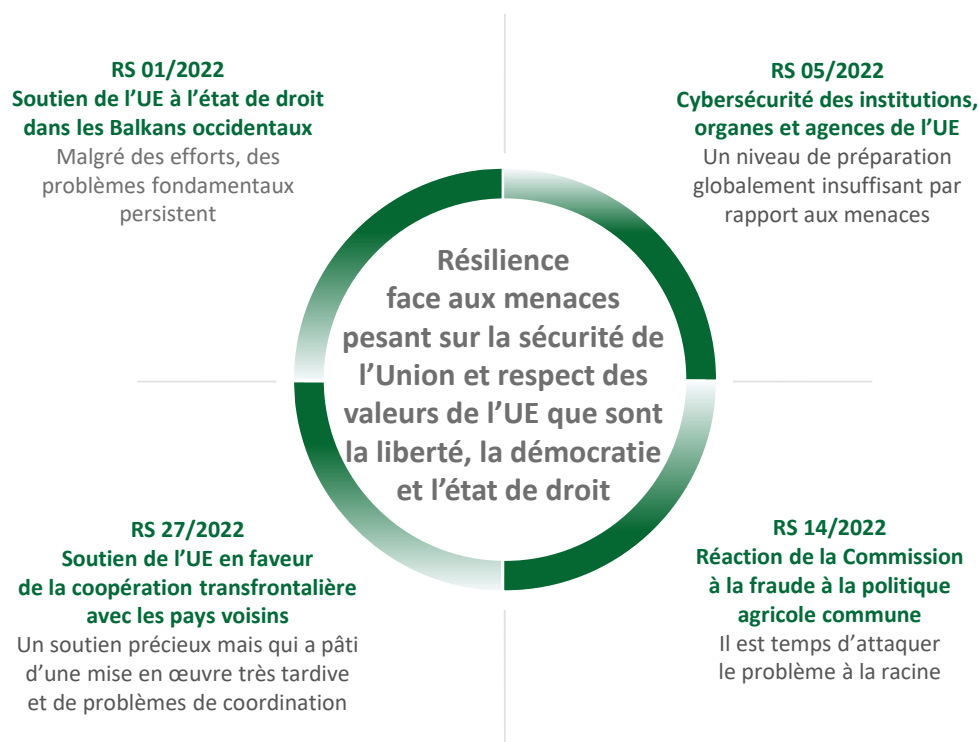 RS 01/2022
Soutien de l’UE à l’état de droit
dans les Balkans occidentaux
Malgré des efforts, des
problèmes fondamentaux
persistent
RS 05/2022
Cybersécurité des institutions,
organes et agences de l’UE
Un niveau de préparation
globalement insuffisant par
rapport aux menaces
Résilience
face aux menaces
pesant sur la sécurité de
l’Union et respect des
valeurs de l’UE que sont
la liberté, la démocratie
et l’état de droit
RS 27/2022
Soutien de l’UE en faveur
de la coopération transfrontalière
avec les pays voisins
Un soutien précieux mais qui a pâti
d’une mise en œuvre très tardive
et de problèmes de coordination
RS 14/2022
Réaction de la Commission
à la fraude à la politique
agricole commune
Il est temps d’attaquer
le problème à la racine